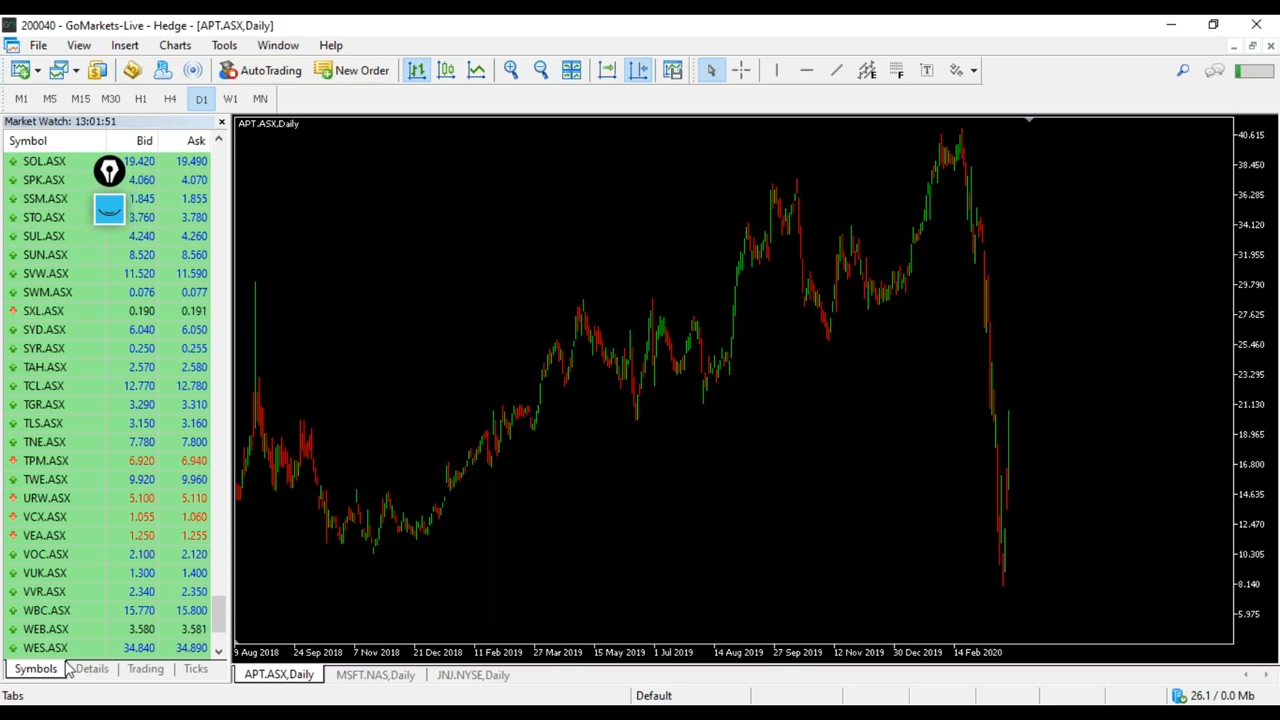 200040 - GoMarkets-Live - Hedge - [APT.ASX,Daily]
File View Insert Charts Tools Window Help
AutoTrading New Order
M1 M5 M15 M30 H1 H4 D1 W1 MN
Market Watch: 13:01:51
Symbol Bid Ask
SOL.ASX 19.420 19.490
SPK.ASX 4.060 4.070
SSM.ASX 1.845 1.855
STO.ASX 3.760 3.780
SUL.ASX 4.240 4.260
SUN.ASX 8.520 8.560
SVW.ASX 11.520 11.590
SWM.ASX 0.076 0.077
SXL.ASX 0.190 0.191
SYD.ASX 6.040 6.050
SYR.ASX 0.250 0.255
TAH.ASX 2.570 2.580
TCL.ASX 12.770 12.780
TGR.ASX 3.290 3.310
TLS.ASX 3.150 3.160
TNE.ASX 7.780 7.800
TPM.ASX 6.920 6.940
TWE.ASX 9.920 9.960
URW.ASX 5.100 5.110
VCX.ASX 1.055 1.060
VEA.ASX 1.250 1.255
VOC.ASX 2.100 2.120
VUK.ASX 1.300 1.400
VVR.ASX 2.340 2.350
WBC.ASX 15.770 15.800
WEB.ASX 3.580 3.581
WES.ASX 34.840 34.890
Symbols Details Trading Ticks
APT.ASX,Daily
40.615
38.450
36.285
34.120
31.955
29.790
27.625
25.460
23.295
21.130
18.965
16.800
14.635
12.470
10.305
8.140
5.975
9 Aug 2018 24 Sep 2018 7 Nov 2018 21 Dec 2018 11 Feb 2019 27 Mar 2019 15 May 2019 1 Jul 2019 14 Aug 2019 27 Sep 2019 12 Nov 2019 30 Dec 2019 14 Feb 2020
APT.ASX,Daily MSFT.NAS,Daily JNJ.NYSE,Daily
Tabs Default 26.1 / 0.0 Mb